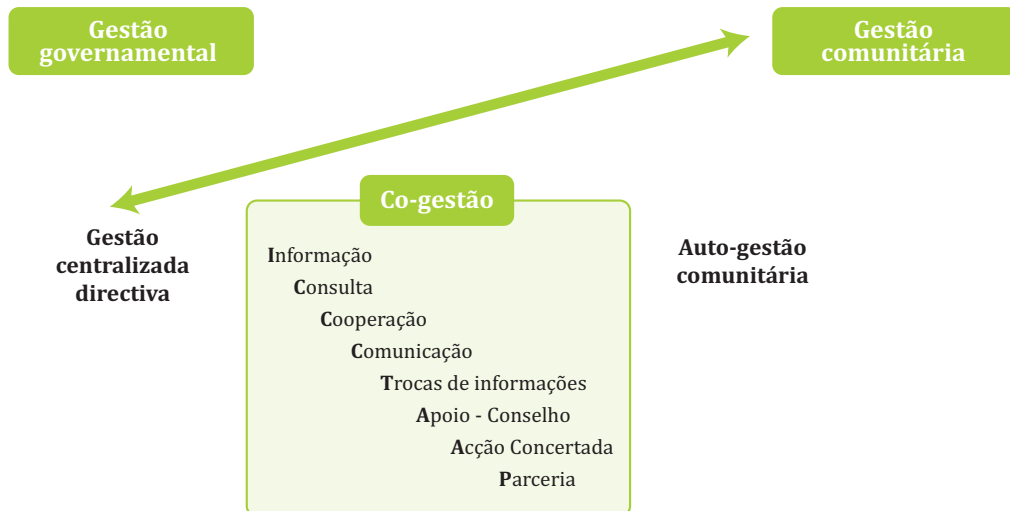 Gestão
governamental
Gestão
comunitária
Co-gestão
Gestão
centralizada
directiva
Informação
Consulta
Cooperação
Comunicação
Trocas de informações
Apoio - Conselho
Acção Concertada
Parceria
Auto-gestão
comunitária